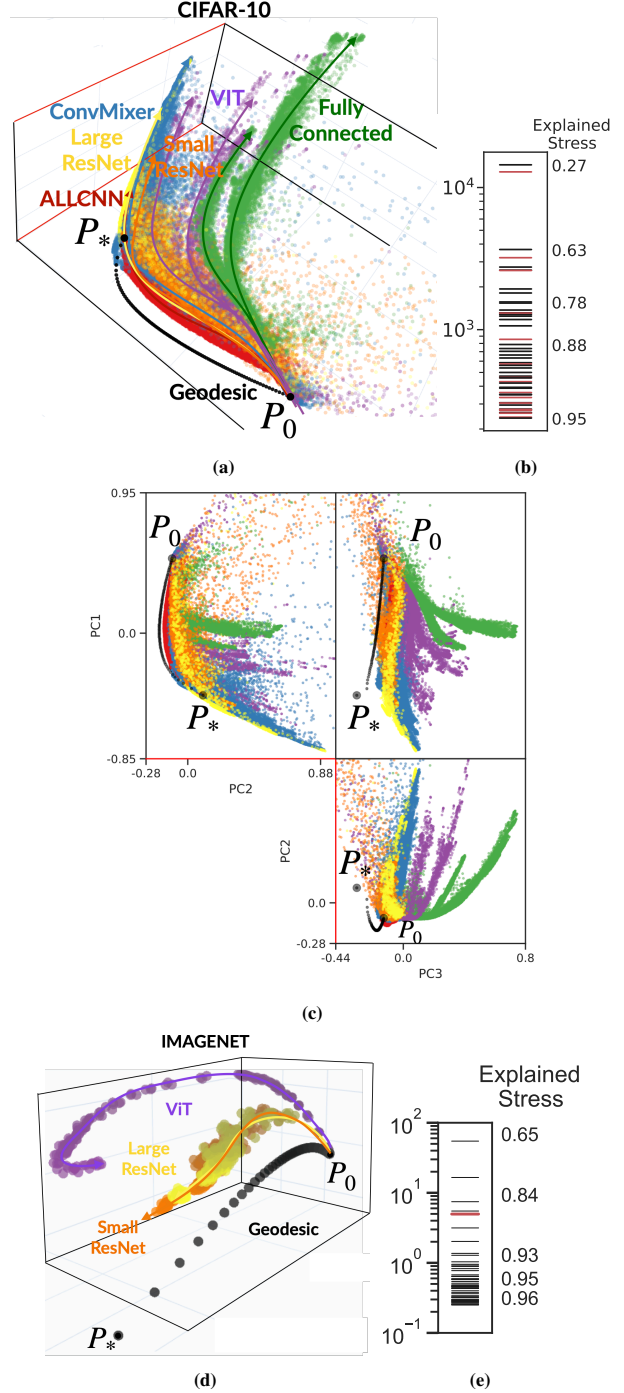 CIFAR-10
ConvMixer
VIT
Large
ResNet
Small
ResNet
Fully
Connected
ALLCNN
P*
Geodesic
P0
(a)
Explained
Stress
10^4
10^3
0.27
0.63
0.78
0.88
0.95
(b)
0.95
0.0
-0.85
PC1
P0
P*
-0.28
0.0
0.88
PC2
P0
P*
PC2
0.0
-0.28
P*
P0
-0.44
0.0
0.8
PC3
(c)
IMAGENET
ViT
Large
ResNet
Small
ResNet
P0
Geodesic
P*
(d)
Explained
Stress
10^2
10^1
10^0
10^−1
0.65
0.84
0.93
0.95
0.96
(e)